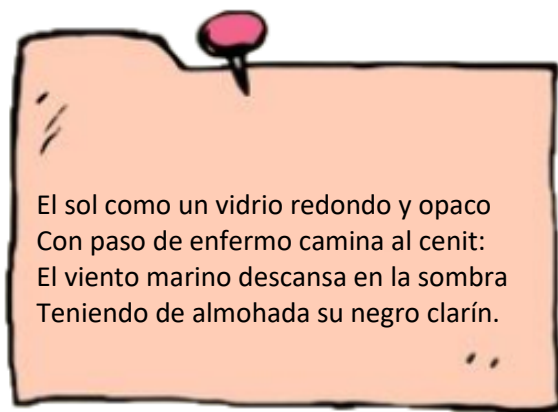 El sol como un vidrio redondo y opaco
Con paso de enfermo camina al cenit:
El viento marino descansa en la sombra
Teniendo de almohada su negro clarín.